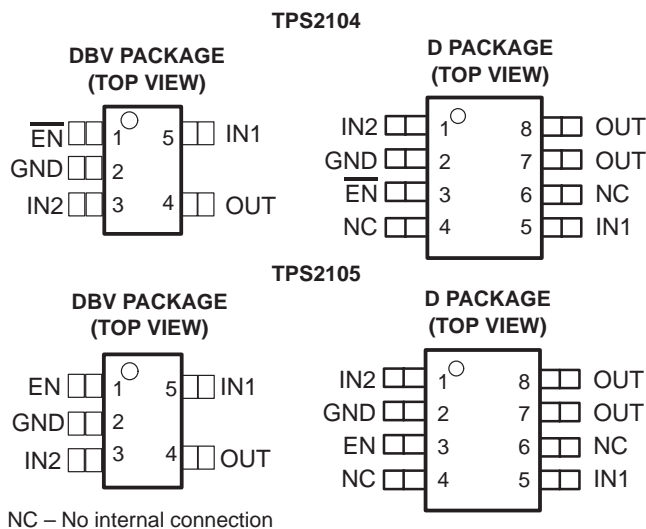 TPS2104
DBV PACKAGE
(TOP VIEW)
EN 1 5 IN1
GND 2
IN2 3 4 OUT
D PACKAGE
(TOP VIEW)
IN2 1 8 OUT
GND 2 7 OUT
EN 3 6 NC
NC 4 5 IN1
TPS2105
DBV PACKAGE
(TOP VIEW)
EN 1 5 IN1
GND 2
IN2 3 4 OUT
D PACKAGE
(TOP VIEW)
IN2 1 8 OUT
GND 2 7 OUT
EN 3 6 NC
NC 4 5 IN1
NC – No internal connection